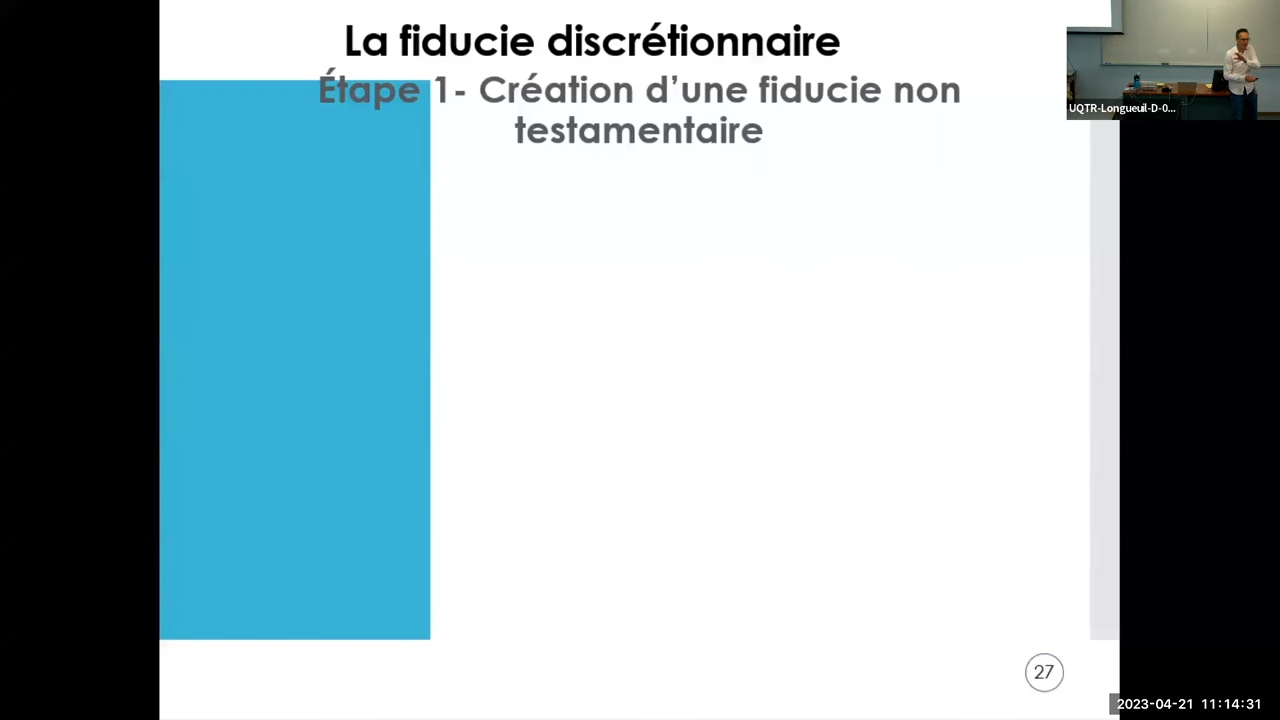 La fiducie discrétionnaire
Étape 1- Création d'une fiducie non
testamentaire
UQTR-Longueuil-D-0...
27
2023-04-21 11:14:31